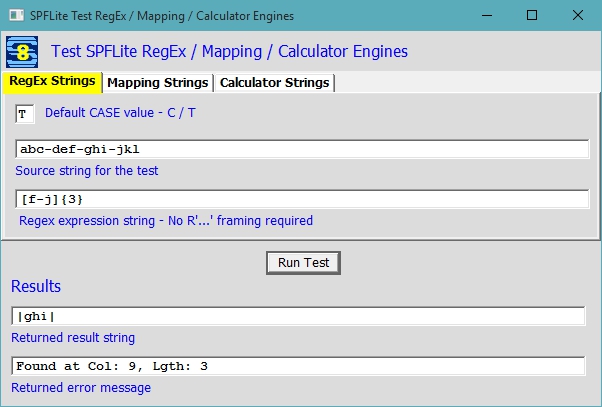 SPFLite Test RegEx / Mapping / Calculator Engines
8 Test SPFLite RegEx / Mapping / Calculator Engines
RegEx Strings Mapping Strings Calculator Strings
T Default CASE value - C / T
abc-def-ghi-jkl
Source string for the test
[f-j]{3}
Regex expression string - No R'...' framing required
Run Test
Results
|ghi|
Returned result string
Found at Col: 9, Lgth: 3
Returned error message